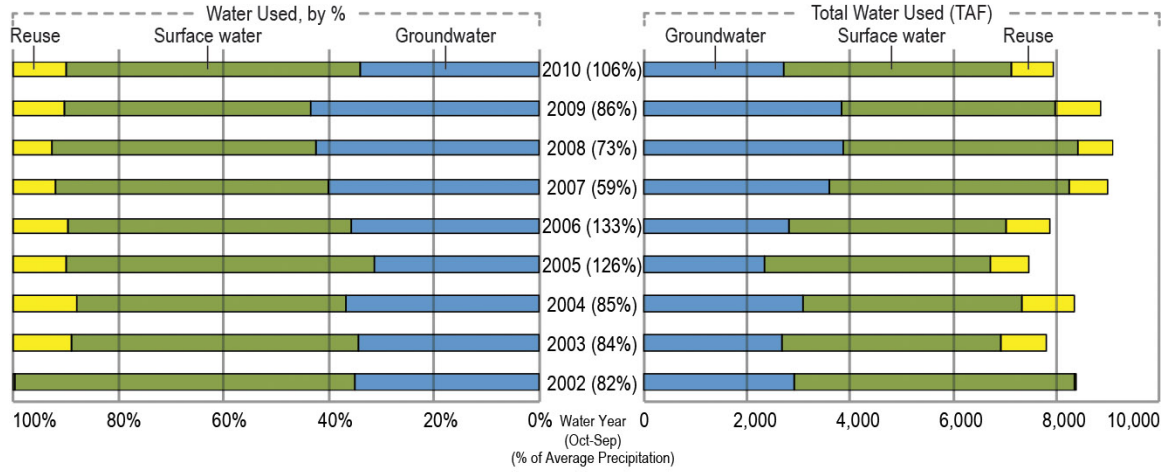 Water Used, by %
Total Water Used (TAF)
Reuse Surface water Groundwater
Groundwater Surface water Reuse
2010 (106%)
2009 (86%)
2008 (73%)
2007 (59%)
2006 (133%)
2005 (126%)
2004 (85%)
2003 (84%)
2002 (82%)
100% 80% 60% 40% 20% 0% Water Year 0 2,000 4,000 6,000 8,000 10,000
(Oct-Sep)
(% of Average Precipitation)